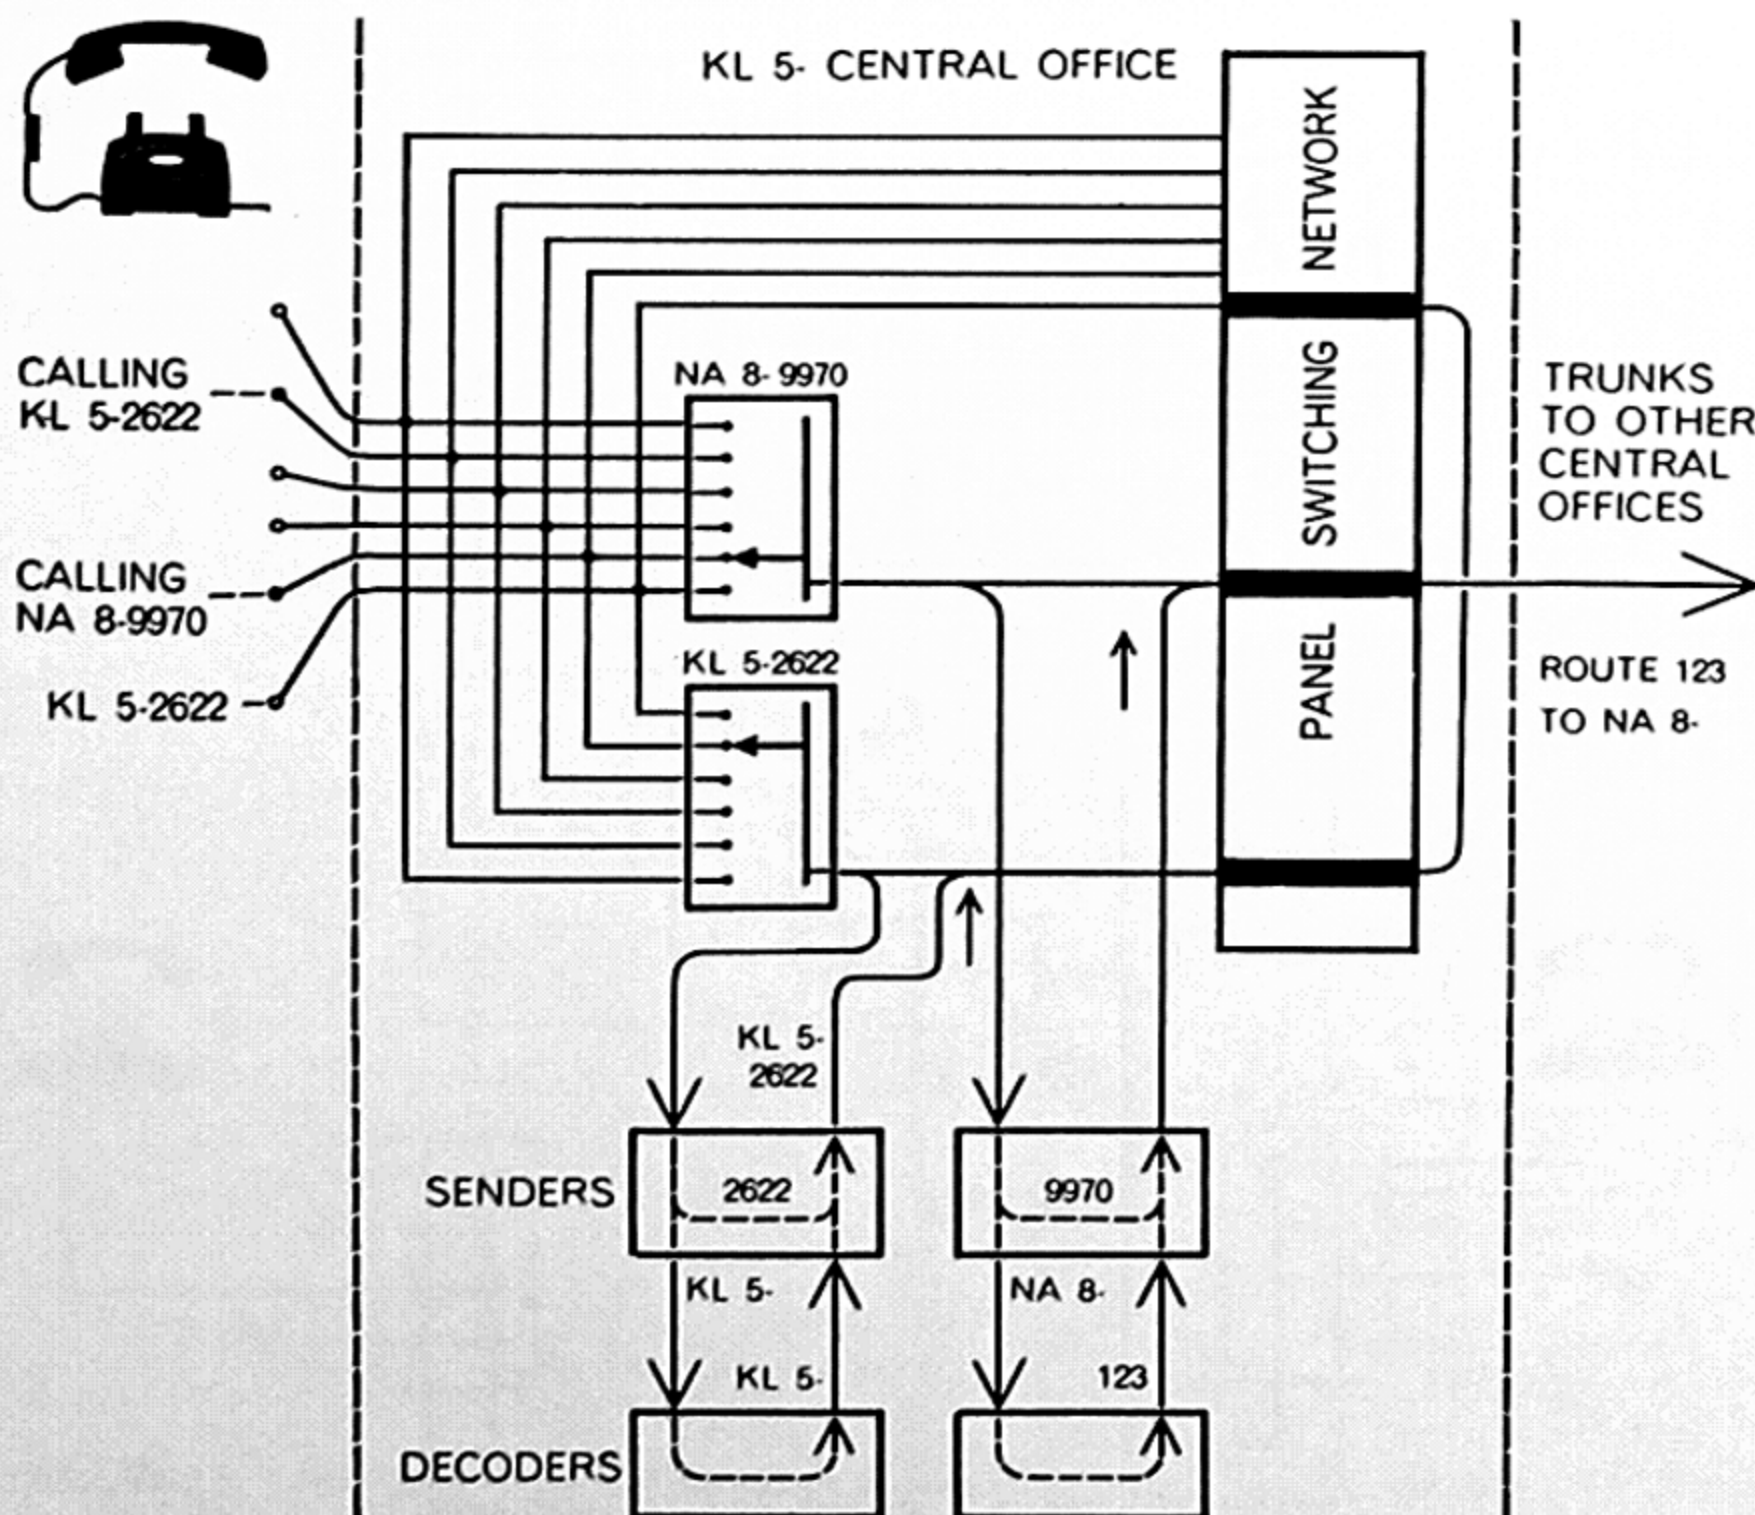 KL 5- CENTRAL OFFICE
NETWORK
SWITCHING
PANEL
CALLING
KL 5-2622
CALLING
NA 8-9970
KL 5-2622
NA 8-9970
KL 5-2622
TRUNKS
TO OTHER
CENTRAL
OFFICES
ROUTE 123
TO NA 8-
KL 5-
2622
SENDERS
2622
9970
KL 5-
NA 8-
KL 5-
123
DECODERS